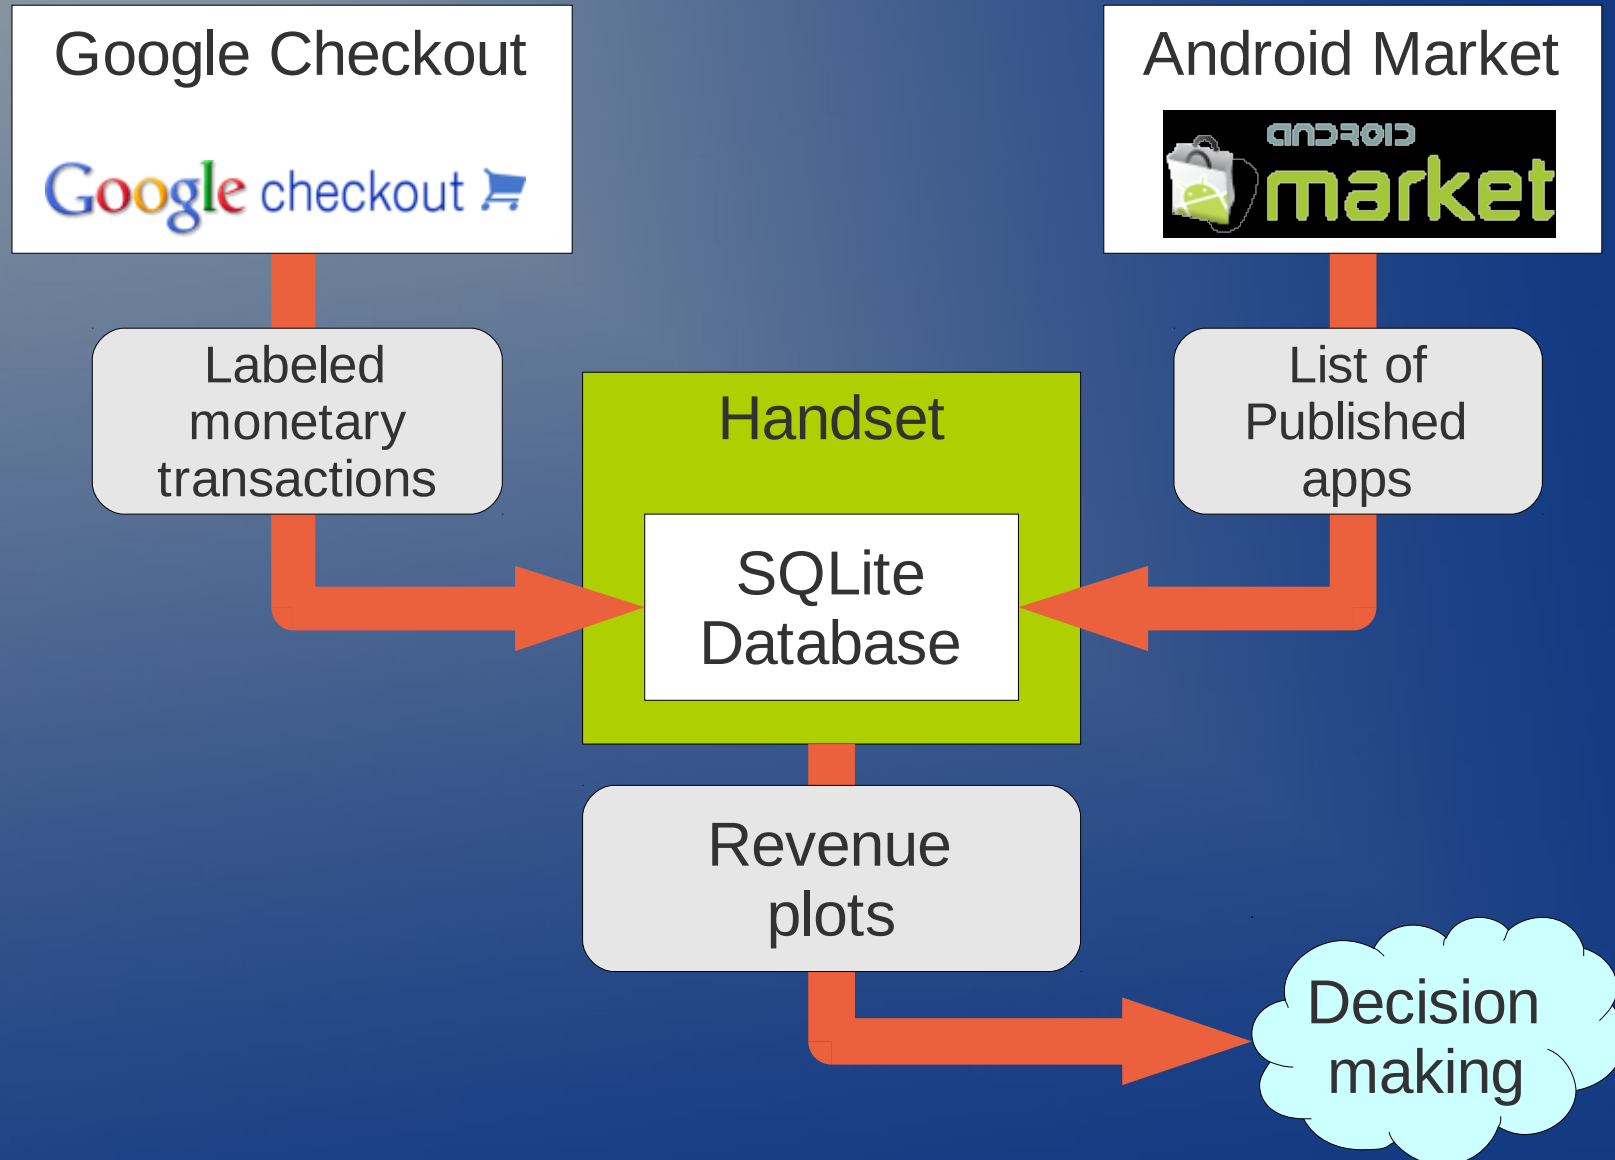 Google Checkout
Google checkout
Android Market
ANDROID
market
Labeled
monetary
transactions
List of
Published
apps
Handset
SQLite
Database
Revenue
plots
Decision
making